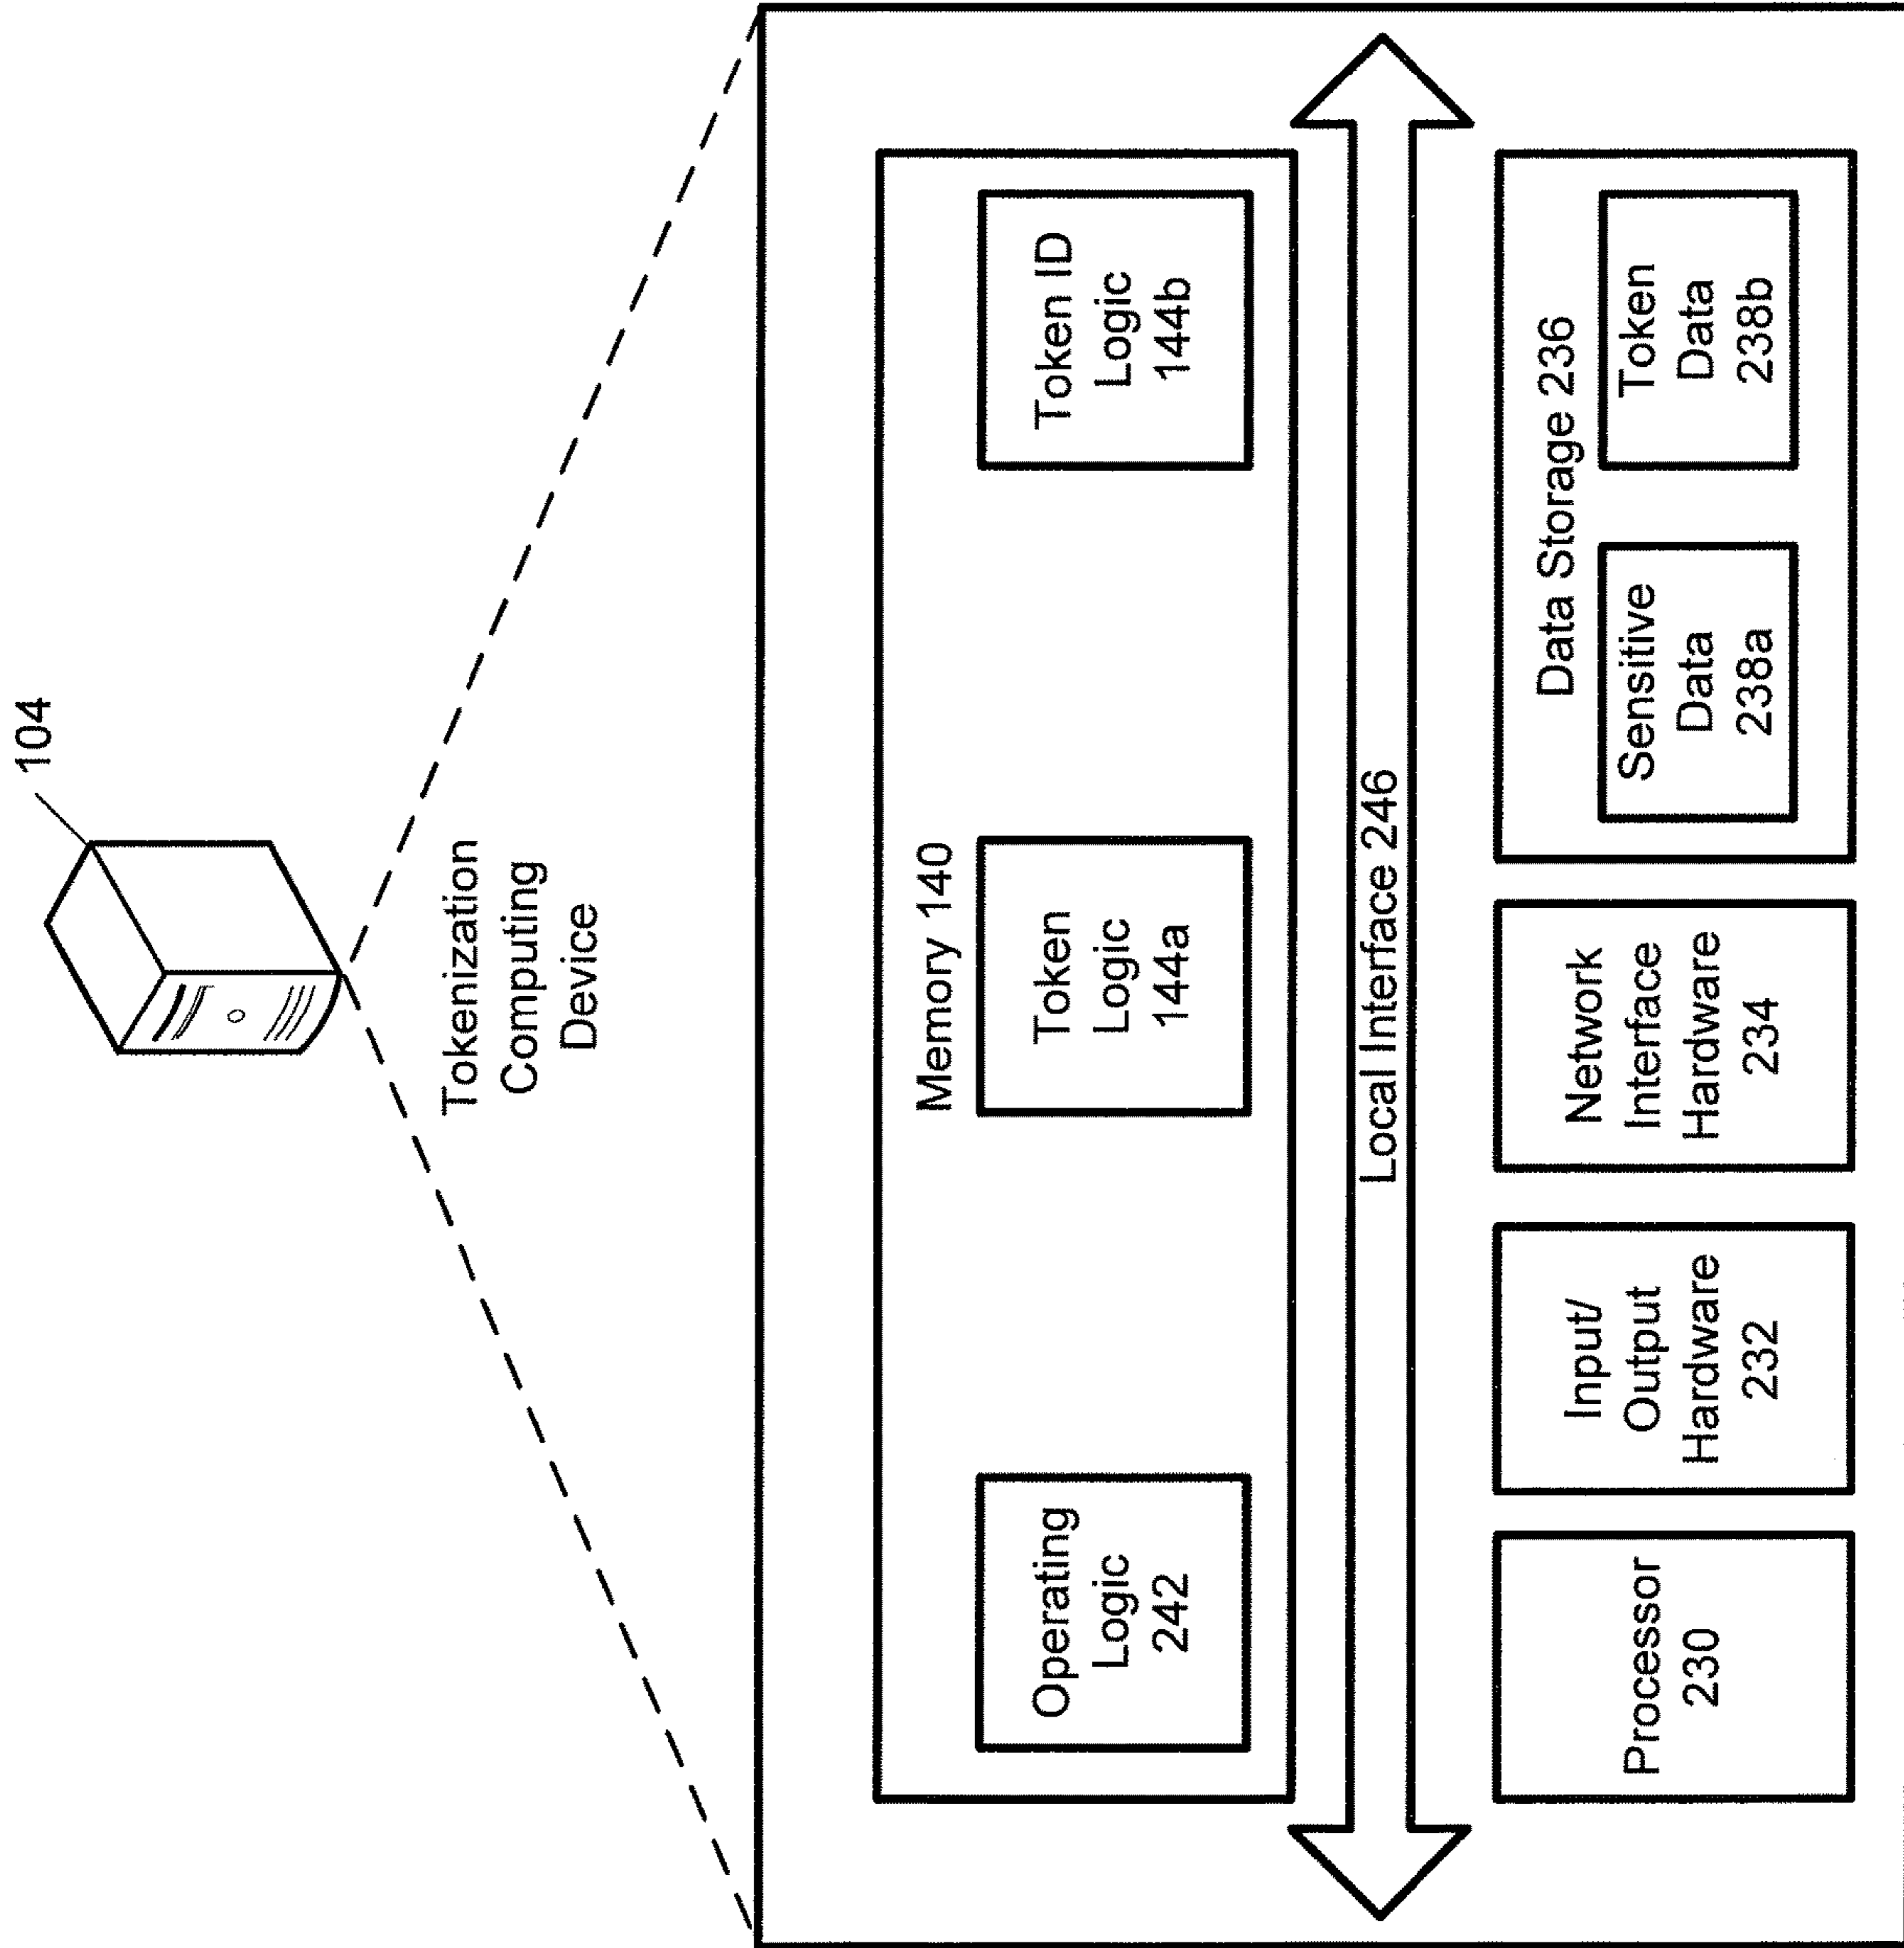 104
Tokenization
Computing
Device
Memory 140
Operating
Logic
242
Token
Logic
144a
Token ID
Logic
144b
Local Interface 246
Processor
230
Input/
Output
Hardware
232
Network
Interface
Hardware
234
Data Storage 236
Sensitive
Data
238a
Token
Data
238b